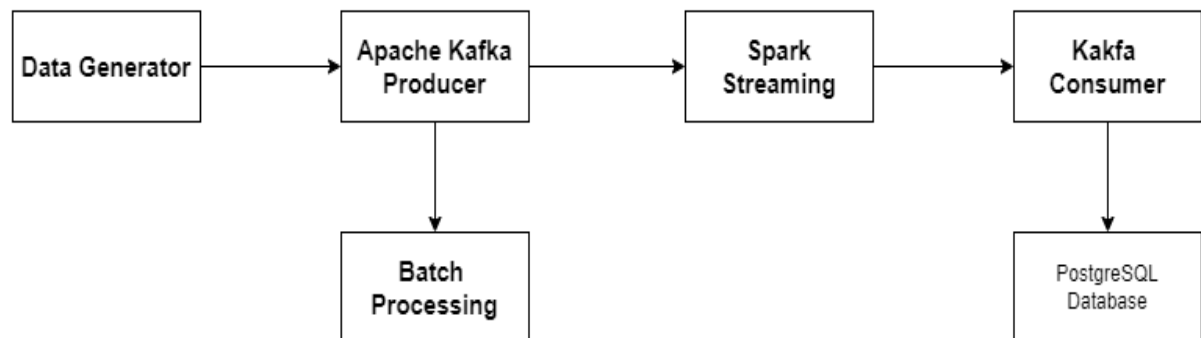 Data Generator
Apache Kafka
Producer
Spark
Streaming
Kakfa
Consumer
Batch
Processing
PostgreSQL
Database